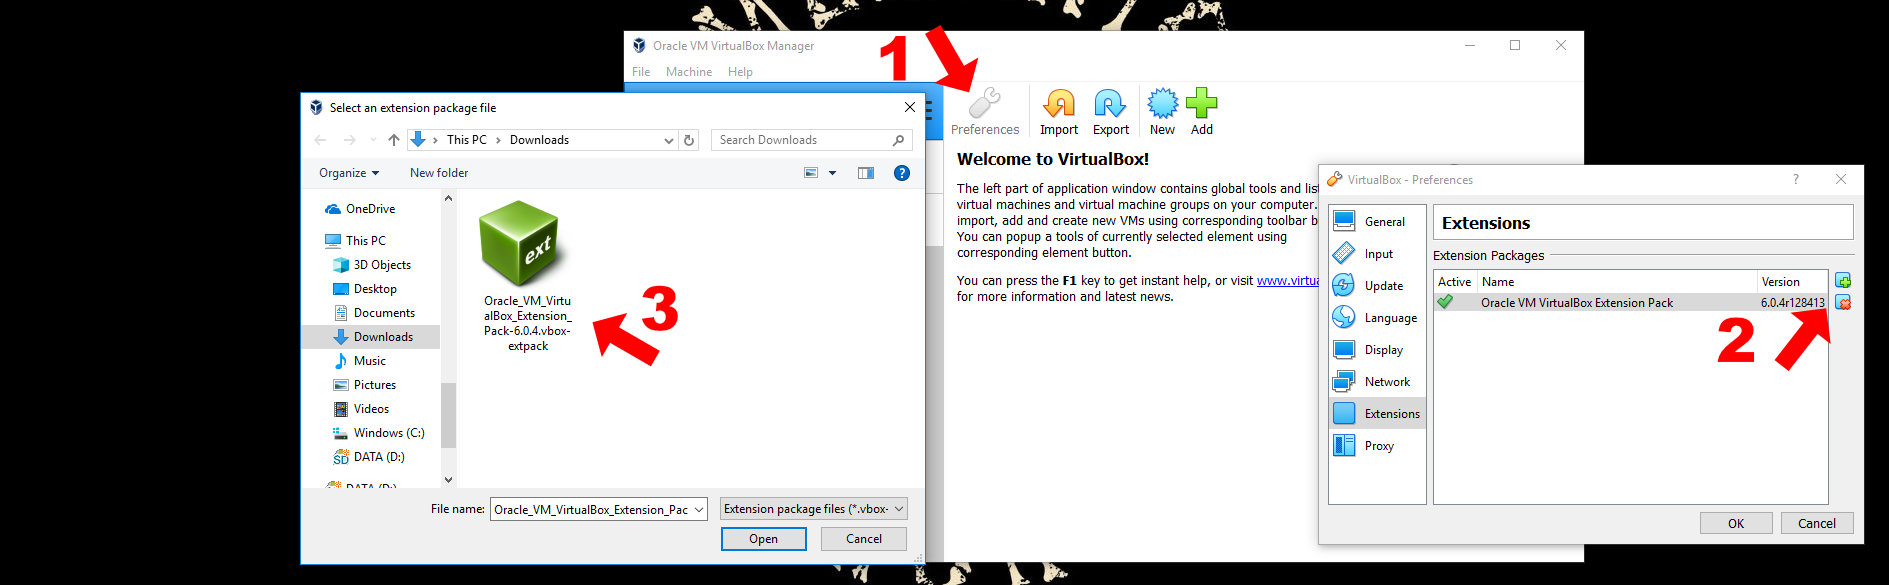 1
Oracle VM VirtualBox Manager
File Machine Help
Preferences
Import
Export
New
Add
Welcome to VirtualBox!
The left part of application window contains global tools and list
virtual machines and virtual machine groups on your computer.
import, add and create new VMs using corresponding toolbar b
You can popup a tools of currently selected element using
corresponding element button.
You can press the F1 key to get instant help, or visit www.virtu
for more information and latest news.
Select an extension package file
This PC > Downloads
Search Downloads
Organize
New folder
?
OneDrive
This PC
3D Objects
Desktop
Documents
Downloads
Music
Pictures
Videos
Windows (C:)
SD DATA (D:)
DATA (D:)
ext
Oracle_VM_Virtu
alBox_Extension_
Pack-6.0.4.vbox-
extpack
3
File name:
Oracle_VM_VirtualBox_Extension_Pac
Extension package files (*.vbox-
Open
Cancel
VirtualBox - Preferences
?
General
Input
Update
Language
Display
Network
Extensions
Proxy
Extensions
Extension Packages
Active Name Version
Oracle VM VirtualBox Extension Pack 6.0.4r128413
2
OK
Cancel